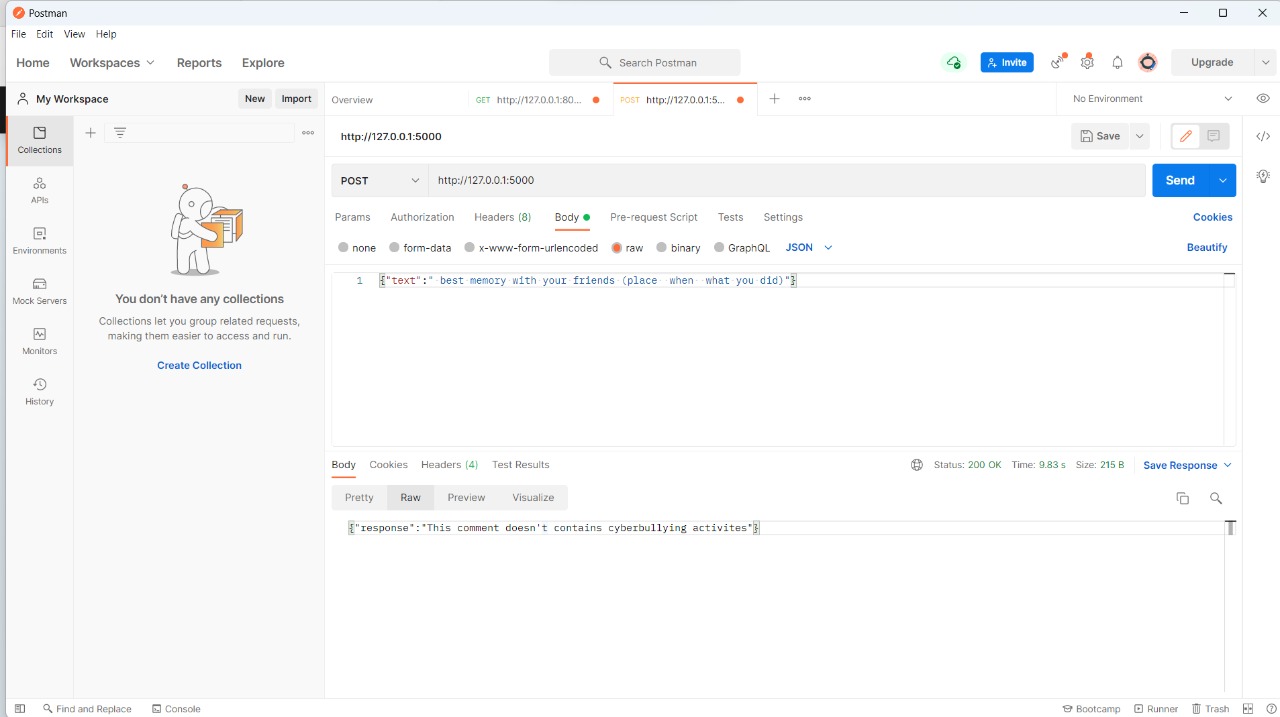 Postman
File Edit View Help
Home Workspaces Reports Explore Search Postman Invite Upgrade
My Workspace New Import Overview GET http://127.0.0.1:80... POST http://127.0.0.1:5... No Environment
Collections
http://127.0.0.1:5000 Save
POST http://127.0.0.1:5000 Send
APIs
Params Authorization Headers (8) Body Pre-request Script Tests Settings Cookies
Environments
none form-data x-www-form-urlencoded raw binary GraphQL JSON Beautify
1 {"text":" best memory with your friends (place  when  what you did)"}
Mock Servers
You don't have any collections
Collections let you group related requests,
making them easier to access and run.
Monitors
Create Collection
History
Body Cookies Headers (4) Test Results Status: 200 OK Time: 9.83 s Size: 215 B Save Response
Pretty Raw Preview Visualize
{"response":"This comment doesn't contains cyberbullying activites"}
Find and Replace Console Bootcamp Runner Trash